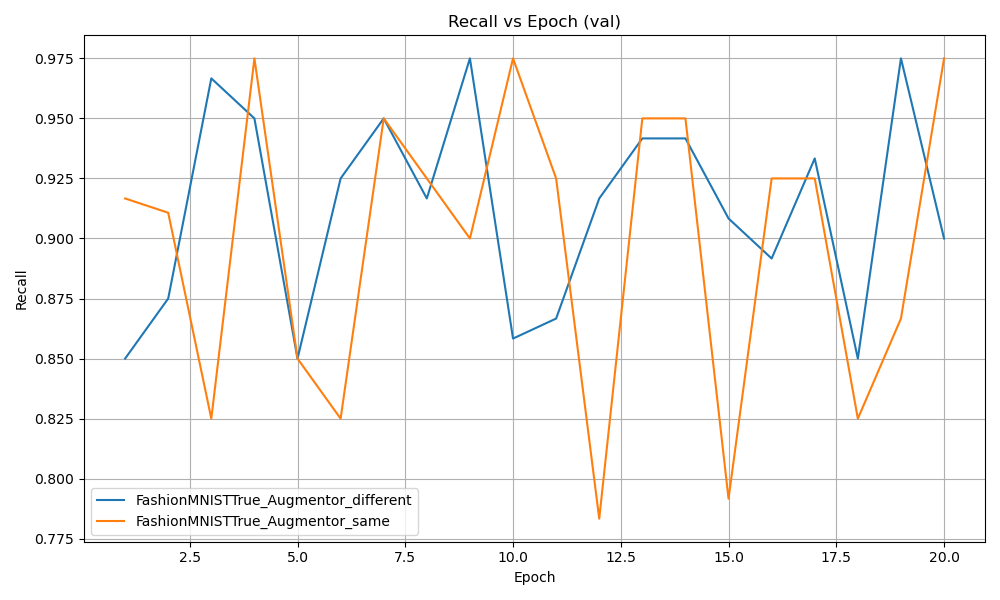 Recall vs Epoch (val)
Recall
0.975
0.950
0.925
0.900
0.875
0.850
0.825
0.800
0.775
FashionMNISTTrue_Augmentor_different
FashionMNISTTrue_Augmentor_same
2.5 5.0 7.5 10.0 12.5 15.0 17.5 20.0
Epoch